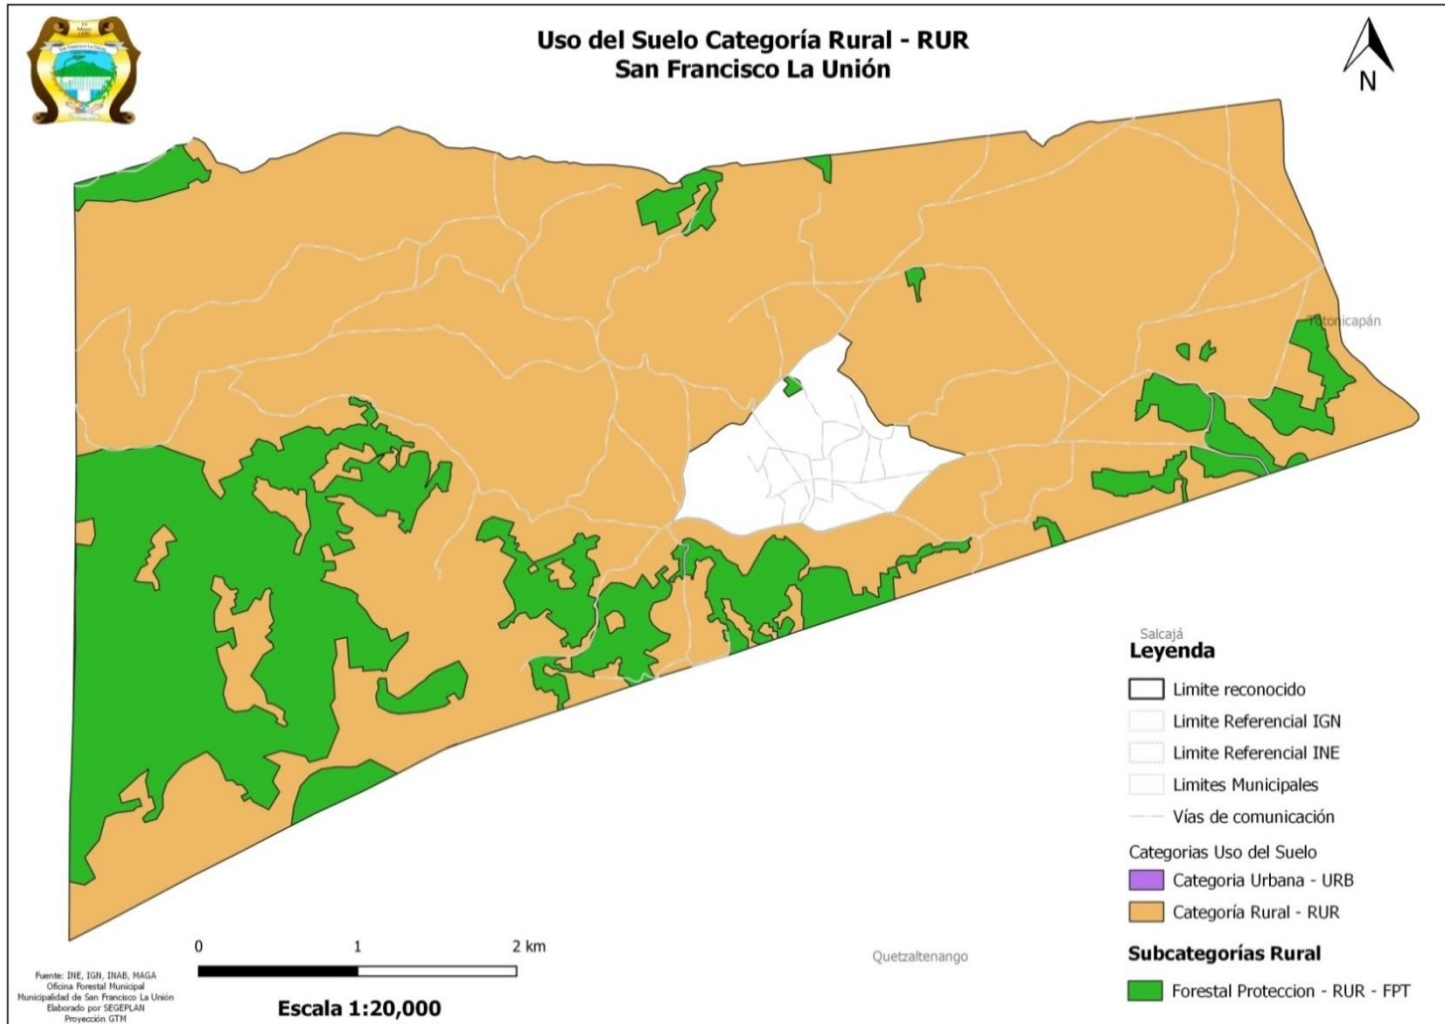 Uso del Suelo Categoría Rural - RUR
San Francisco La Unión
N
Totonicapán
Salcajá
Leyenda
Limite reconocido
Limite Referencial IGN
Limite Referencial INE
Limites Municipales
Vías de comunicación
Categorias Uso del Suelo
Categoria Urbana - URB
Categoría Rural - RUR
Subcategorías Rural
Forestal Proteccion - RUR - FPT
Quetzaltenango
0 1 2 km
Escala 1:20,000
Fuente: INE, IGN, INAB, MAGA
Oficina Forestal Municipal
Municipalidad de San Francisco La Unión
Elaborado por SEGEPLAN
Proyección GTM